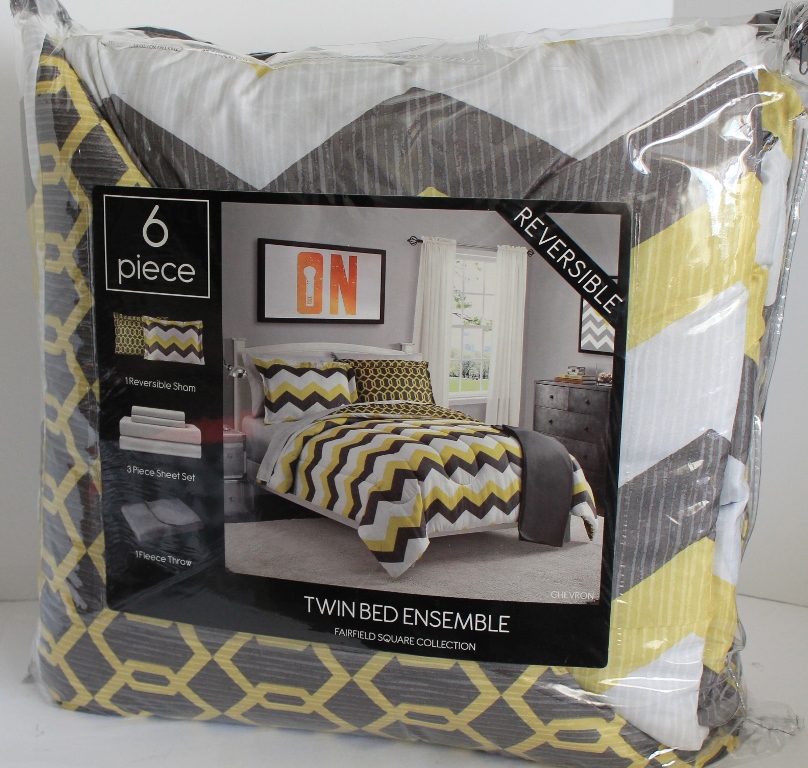 6
piece
REVERSIBLE
ON
1 Reversible Sham
3 Piece Sheet Set
1 Fleece Throw
CHEVRON
TWIN BED ENSEMBLE
FAIRFIELD SQUARE COLLECTION